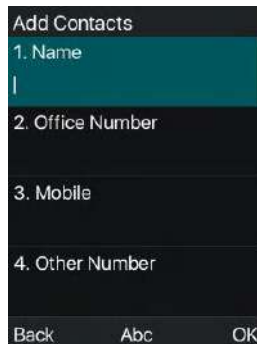 Add Contacts
1. Name
2. Office Number
3. Mobile
4. Other Number
Back Abc OK